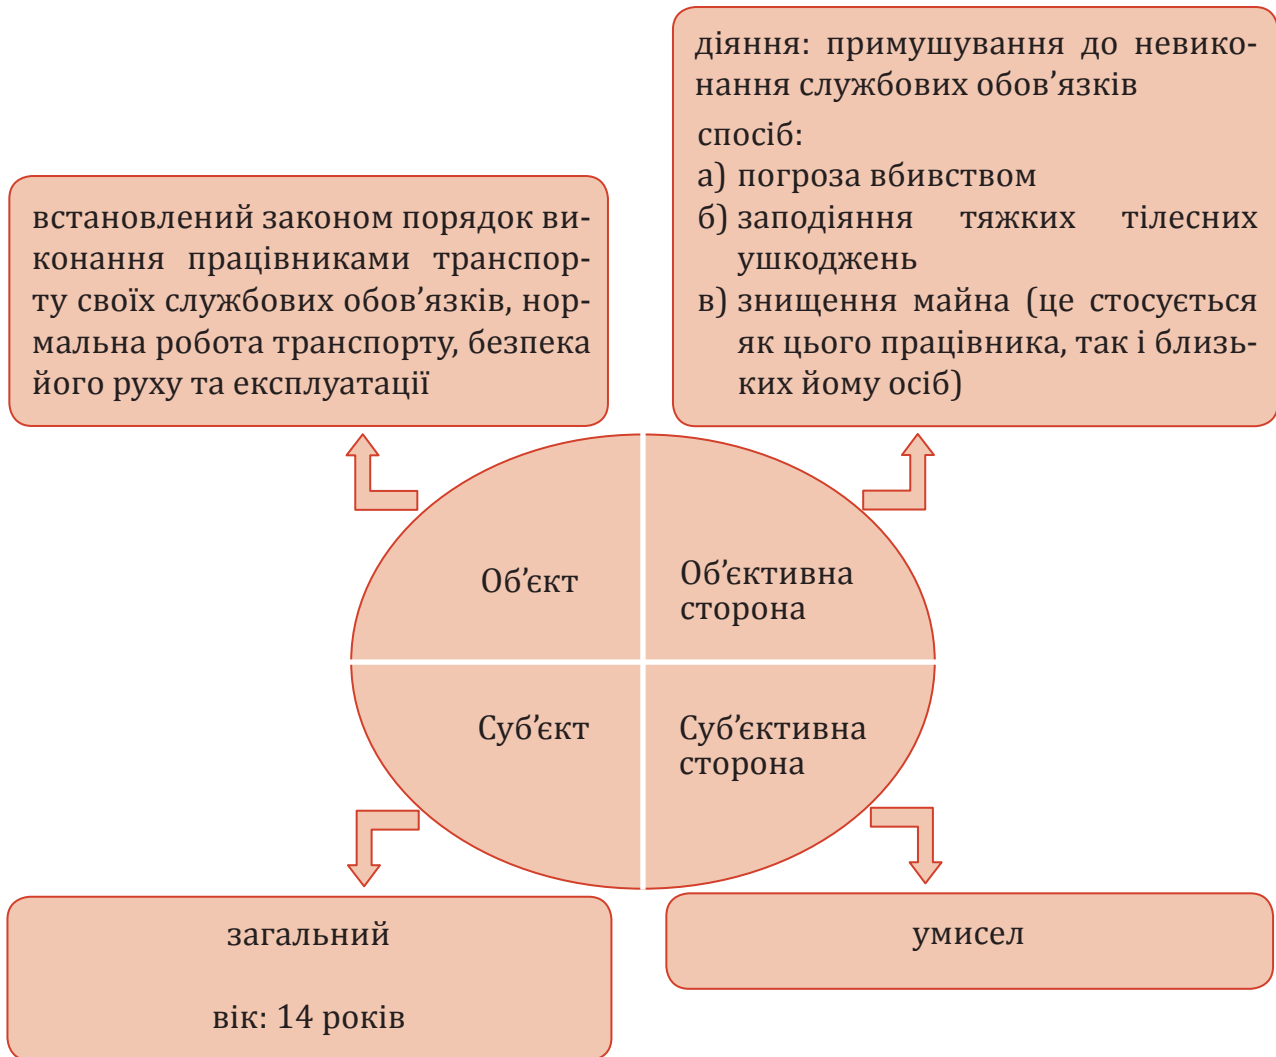 встановлений законом порядок ви-
конання працівниками транспор-
ту своїх службових обов’язків, нор-
мальна робота транспорту, безпека
його руху та експлуатації
діяння: примушування до невико-
нання службових обов’язків
спосіб:
а) погроза вбивством
б) заподіяння тяжких тілесних
ушкоджень
в) знищення майна (це стосується
як цього працівника, так і близь-
ких йому осіб)
Об’єкт
Об’єктивна
сторона
Суб’єкт
Суб’єктивна
сторона
загальний
вік: 14 років
умисел